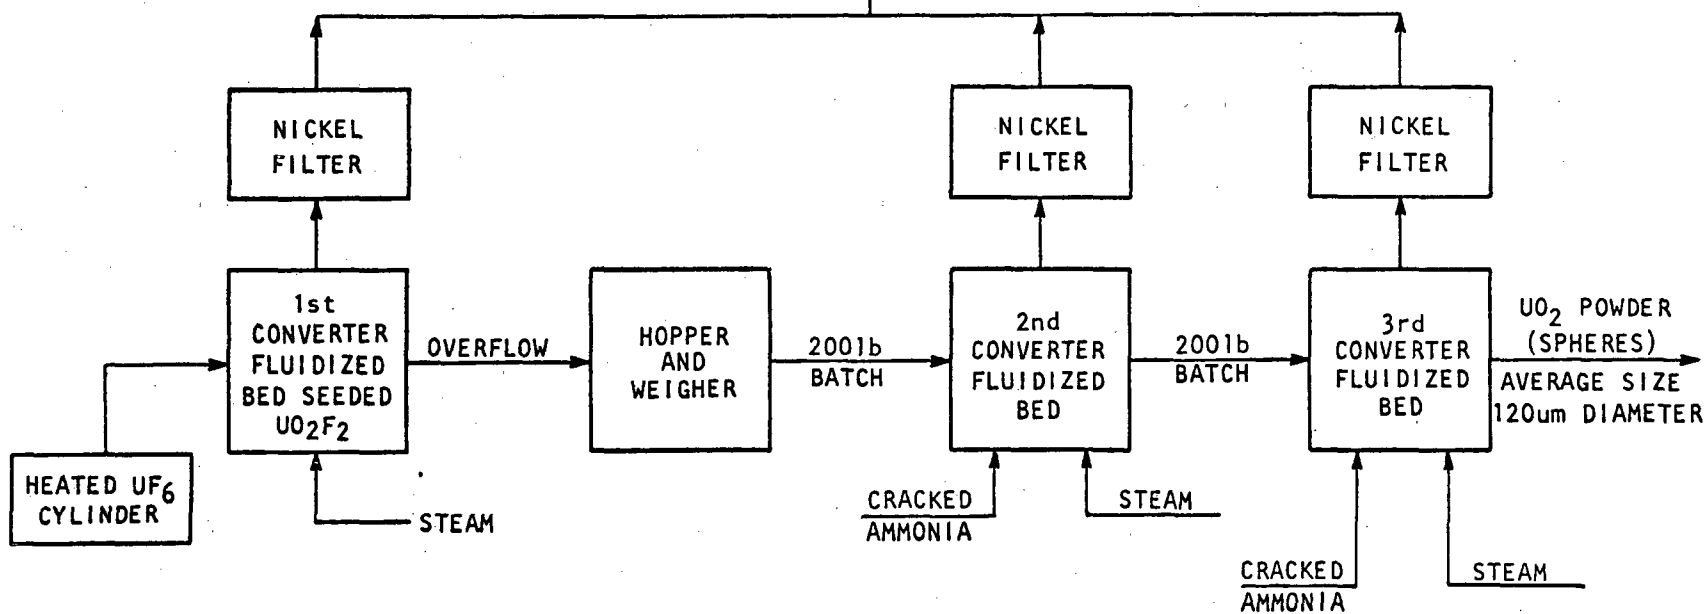 NICKEL
FILTER
NICKEL
FILTER
NICKEL
FILTER
1st
CONVERTER
FLUIDIZED
BED SEEDED
UO₂F₂
OVERFLOW
HOPPER
AND
WEIGHER
200lb
BATCH
2nd
CONVERTER
FLUIDIZED
BED
200lb
BATCH
3rd
CONVERTER
FLUIDIZED
BED
UO₂ POWDER
(SPHERES)
AVERAGE SIZE
120um DIAMETER
HEATED UF₆
CYLINDER
STEAM
CRACKED
AMMONIA
STEAM
CRACKED
AMMONIA
STEAM